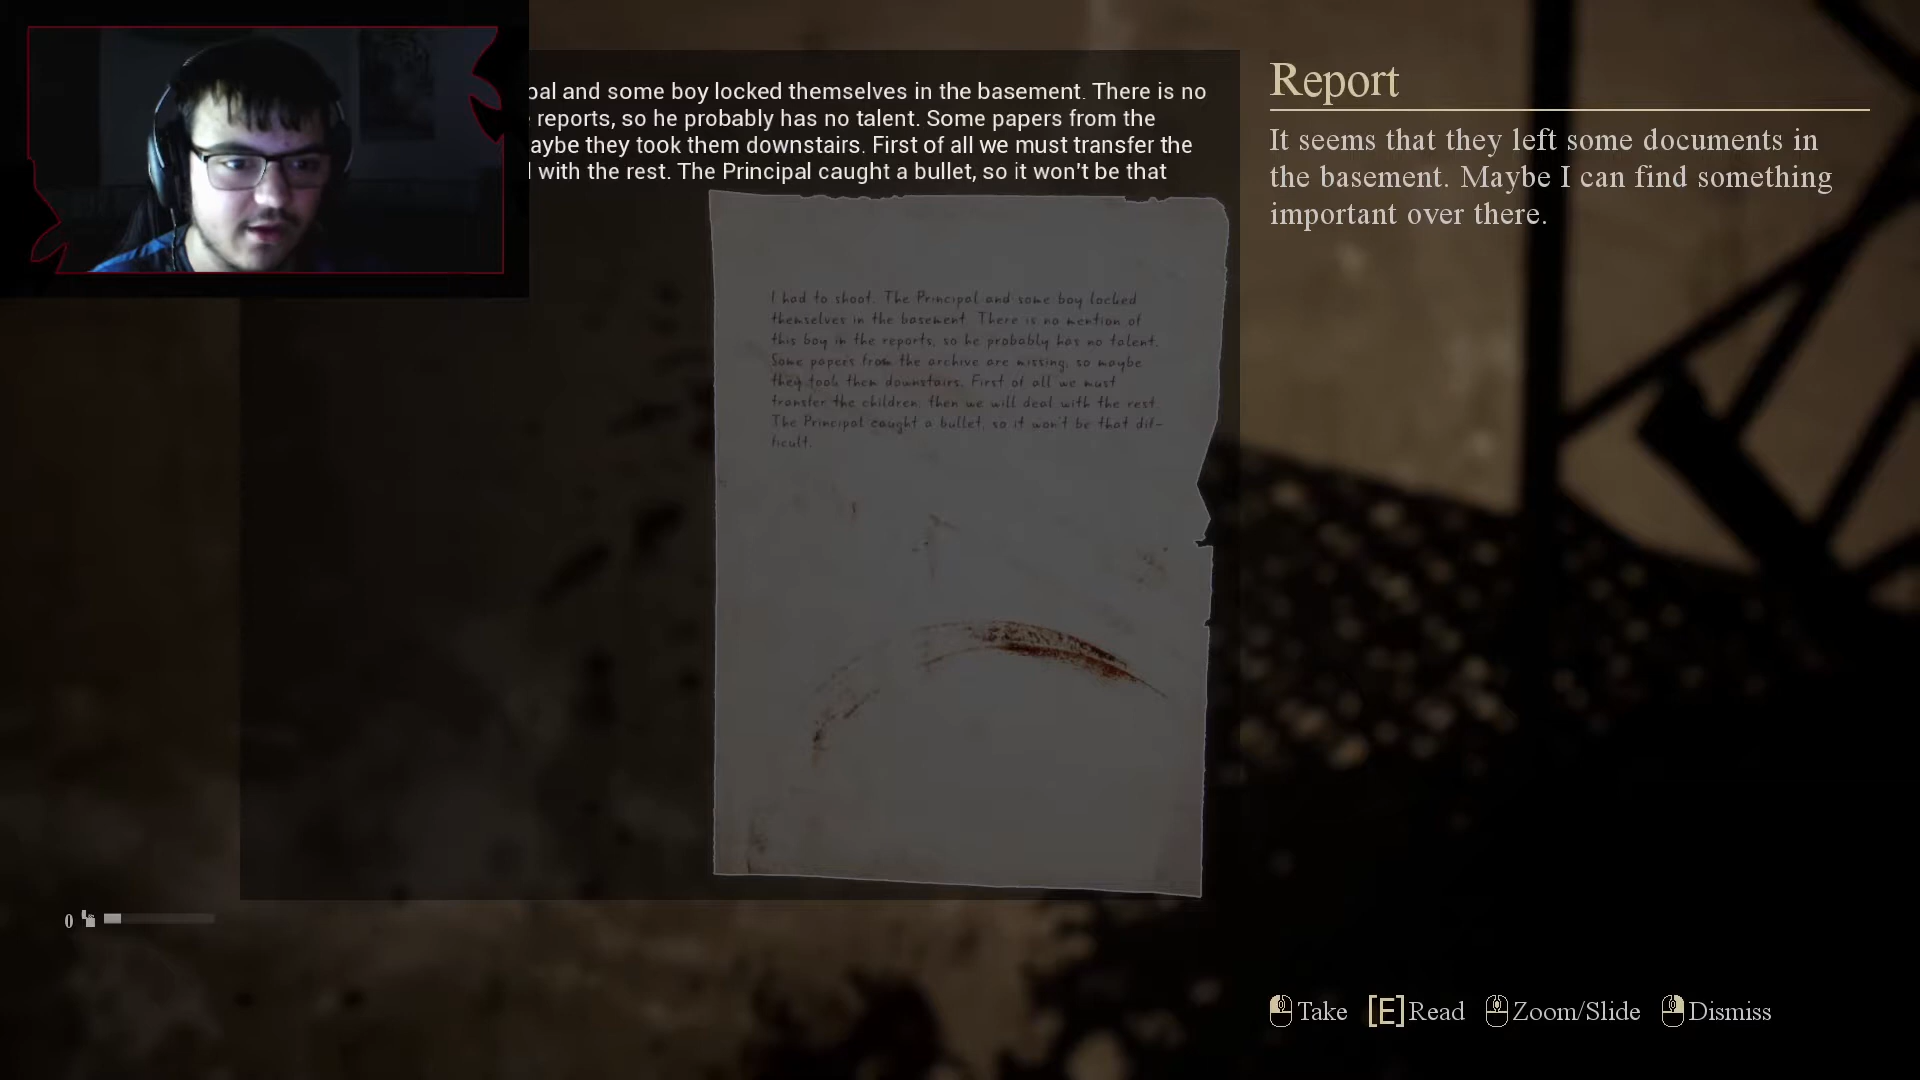 pal and some boy locked themselves in the basement. There is no
reports, so he probably has no talent. Some papers from the
aybe they took them downstairs. First of all we must transfer the
with the rest. The Principal caught a bullet, so it won't be that
Report
It seems that they left some documents in
the basement. Maybe I can find something
important over there.
I had to shoot. The Principal and some boy locked
themselves in the basement. There is no mention of
this boy in the reports, so he probably has no talent.
Some papers from the archive are missing, so maybe
they took them downstairs. First of all we must
transfer the children, then we will deal with the rest.
The Principal caught a bullet, so it won't be that dif-
ficult.
0
Take [E] Read Zoom/Slide Dismiss